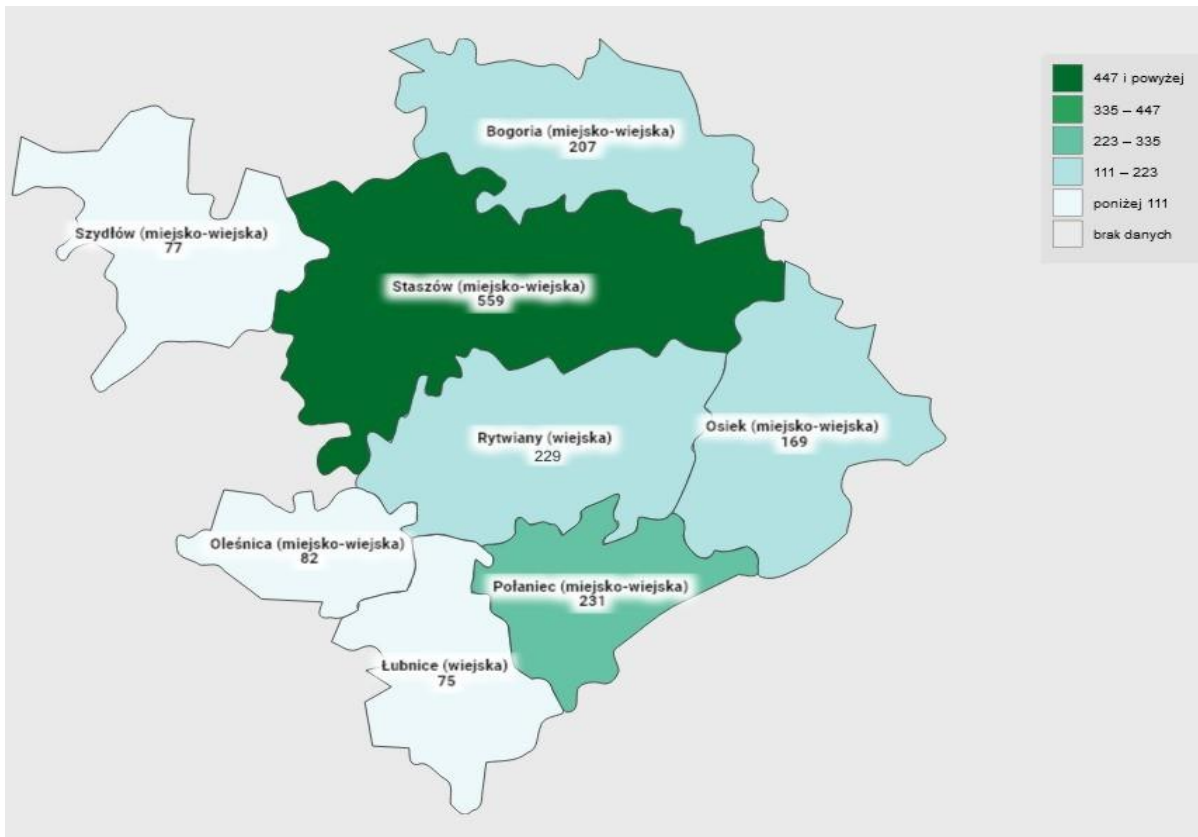 447 i powyżej
335 – 447
223 – 335
111 – 223
poniżej 111
brak danych
Bogoria (miejsko-wiejska)
207
Szydłów (miejsko-wiejska)
77
Staszów (miejsko-wiejska)
559
Osiek (miejsko-wiejska)
169
Rytwiany (wiejska)
229
Oleśnica (miejsko-wiejska)
82
Połaniec (miejsko-wiejska)
231
Łubnice (wiejska)
75